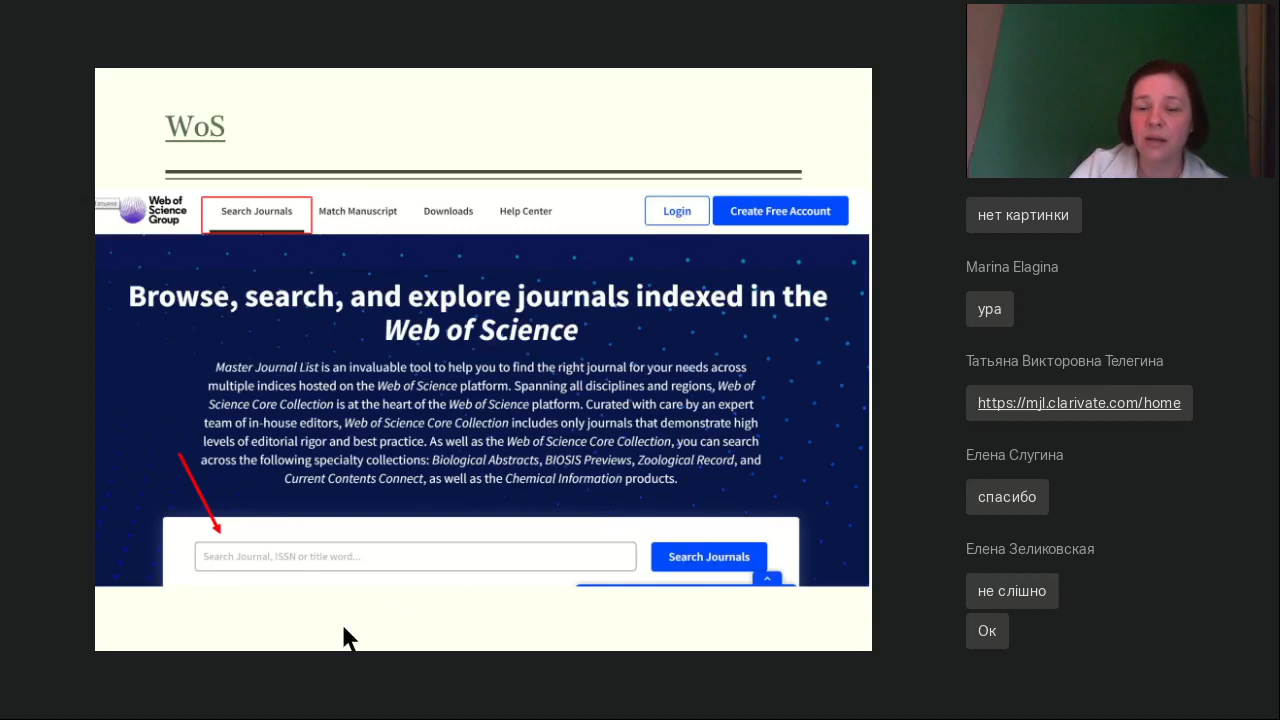 WoS
Web of
Science
Group
Search Journals
Match Manuscript
Downloads
Help Center
Login
Create Free Account
Browse, search, and explore journals indexed in the
Web of Science
Master Journal List is an invaluable tool to help you to find the right journal for your needs across
multiple indices hosted on the Web of Science platform. Spanning all disciplines and regions, Web of
Science Core Collection is at the heart of the Web of Science platform. Curated with care by an expert
team of in-house editors, Web of Science Core Collection includes only journals that demonstrate high
levels of editorial rigor and best practice. As well as the Web of Science Core Collection, you can search
across the following specialty collections: Biological Abstracts, BIOSIS Previews, Zoological Record, and
Current Contents Connect, as well as the Chemical Information products.
Search Journal, ISSN or title word...
Search Journals
нет картинки
Marina Elagina
ура
Татьяна Викторовна Телегина
https://mjl.clarivate.com/home
Елена Слугина
спасибо
Елена Зеликовская
не слішно
Ок